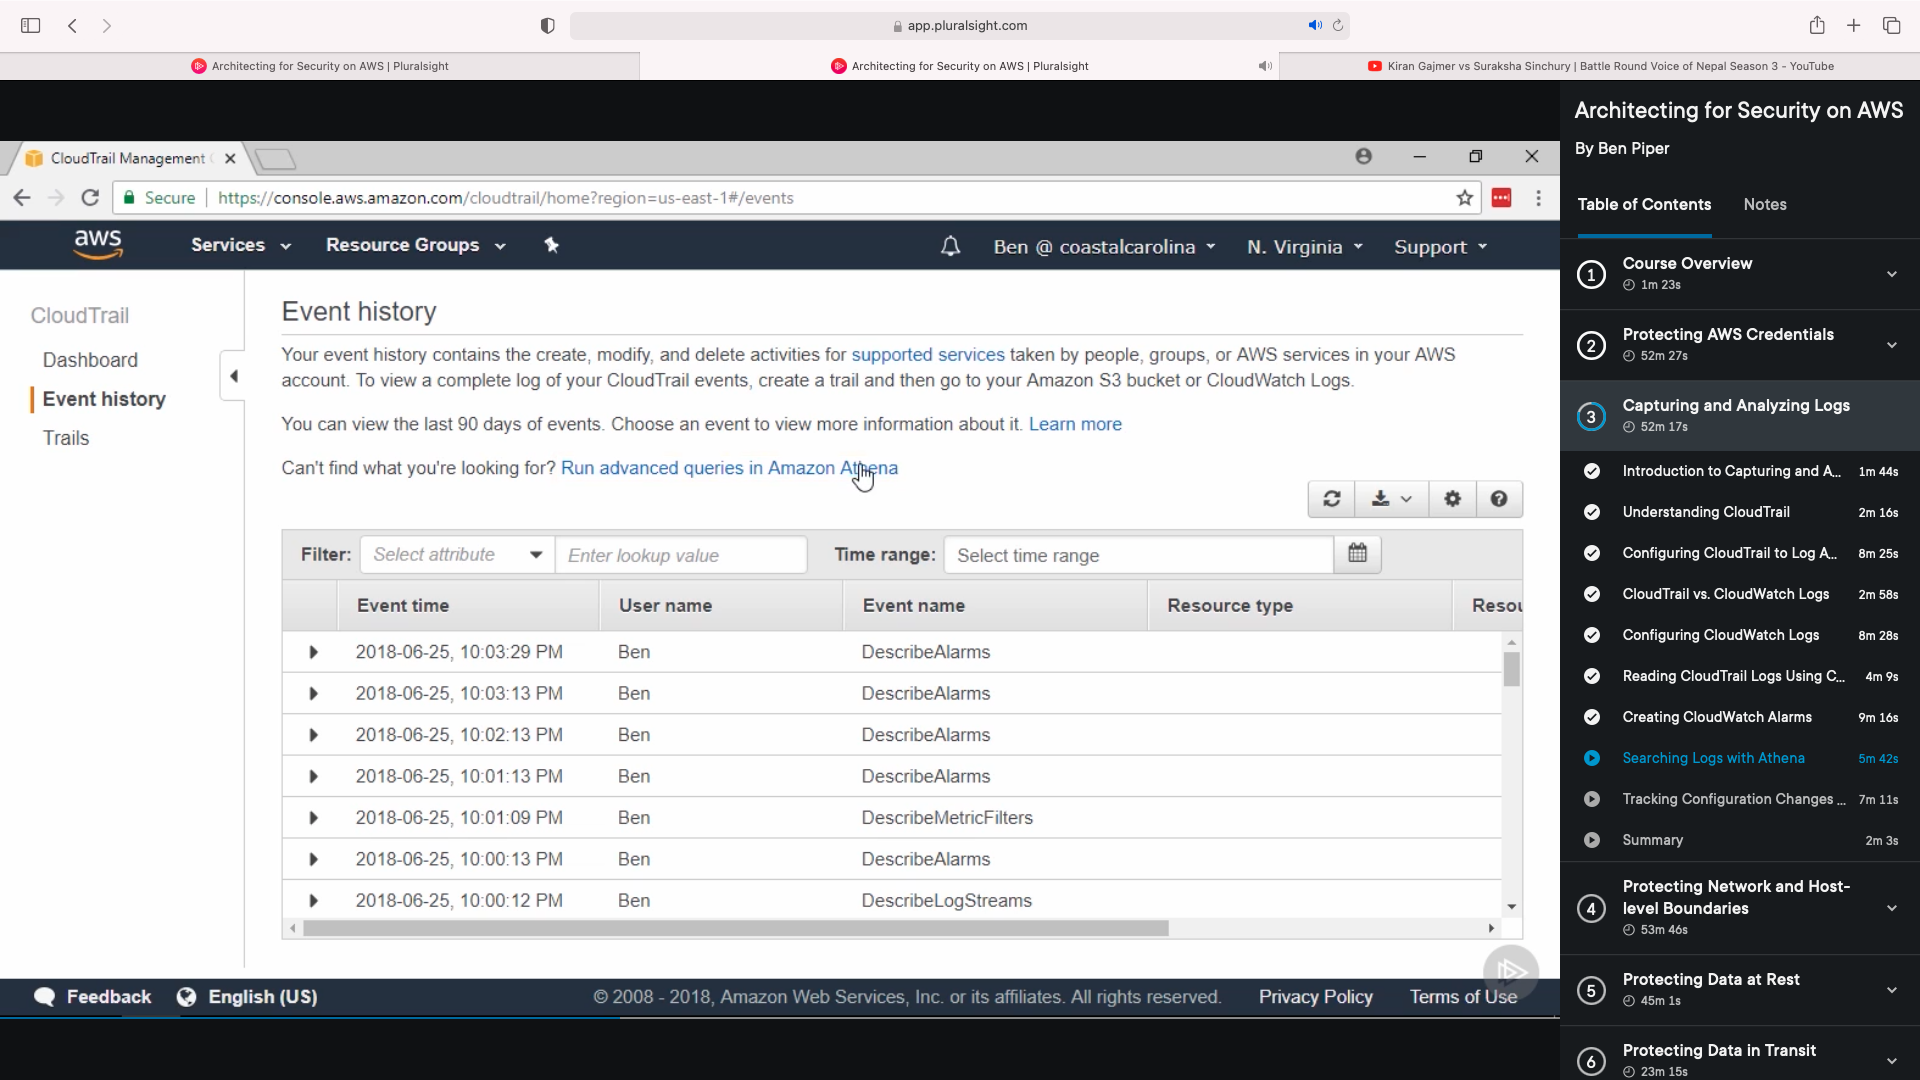 app.pluralsight.com
Architecting for Security on AWS | Pluralsight
Architecting for Security on AWS | Pluralsight
Kiran Gajmer vs Suraksha Sinchury | Battle Round Voice of Nepal Season 3 - YouTube
CloudTrail Management
Secure
https://console.aws.amazon.com/cloudtrail/home?region=us-east-1#/events
aws
Services
Resource Groups
Ben @ coastalcarolina
N. Virginia
Support
CloudTrail
Dashboard
Event history
Trails
Event history
Your event history contains the create, modify, and delete activities for supported services taken by people, groups, or AWS services in your AWS
account. To view a complete log of your CloudTrail events, create a trail and then go to your Amazon S3 bucket or CloudWatch Logs.
You can view the last 90 days of events. Choose an event to view more information about it. Learn more
Can't find what you're looking for? Run advanced queries in Amazon Athena
Filter: Select attribute Enter lookup value Time range: Select time range
Event time User name Event name Resource type Resou
2018-06-25, 10:03:29 PM Ben DescribeAlarms
2018-06-25, 10:03:13 PM Ben DescribeAlarms
2018-06-25, 10:02:13 PM Ben DescribeAlarms
2018-06-25, 10:01:13 PM Ben DescribeAlarms
2018-06-25, 10:01:09 PM Ben DescribeMetricFilters
2018-06-25, 10:00:13 PM Ben DescribeAlarms
2018-06-25, 10:00:12 PM Ben DescribeLogStreams
Feedback
English (US)
© 2008 - 2018, Amazon Web Services, Inc. or its affiliates. All rights reserved.
Privacy Policy
Terms of Use
Architecting for Security on AWS
By Ben Piper
Table of Contents
Notes
1 Course Overview
1m 23s
2 Protecting AWS Credentials
52m 27s
3 Capturing and Analyzing Logs
52m 17s
Introduction to Capturing and A... 1m 44s
Understanding CloudTrail 2m 16s
Configuring CloudTrail to Log A... 8m 25s
CloudTrail vs. CloudWatch Logs 2m 58s
Configuring CloudWatch Logs 8m 28s
Reading CloudTrail Logs Using C... 4m 9s
Creating CloudWatch Alarms 9m 16s
Searching Logs with Athena 5m 42s
Tracking Configuration Changes ... 7m 11s
Summary 2m 3s
4 Protecting Network and Host-
level Boundaries
53m 46s
5 Protecting Data at Rest
45m 1s
6 Protecting Data in Transit
23m 15s